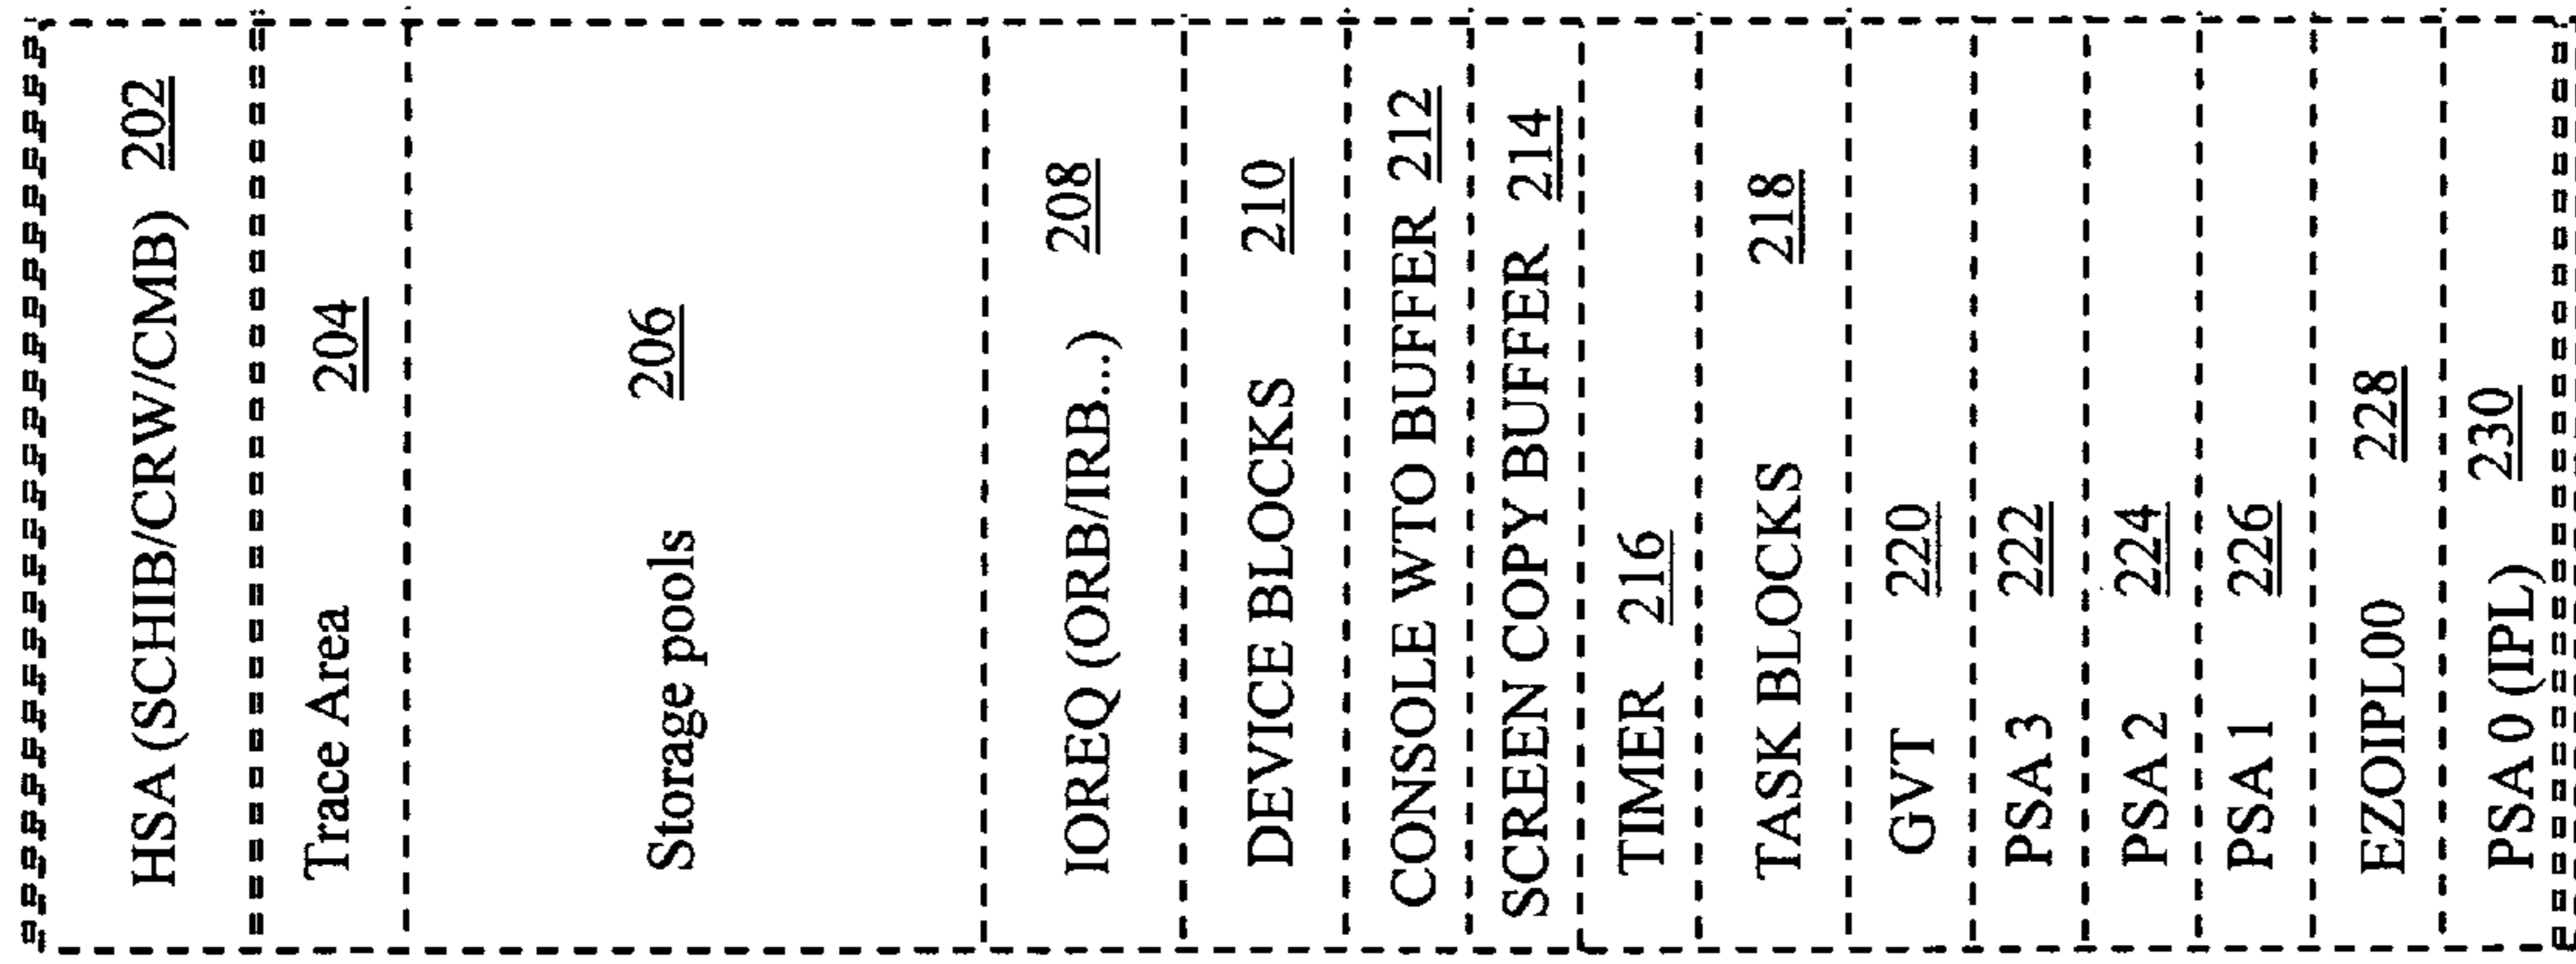 HSA (SCHIB/CRW/CMB) 202
Trace Area 204
Storage pools 206
IOREQ (ORB/IRB...) 208
DEVICE BLOCKS 210
CONSOLE WTO BUFFER 212
SCREEN COPY BUFFER 214
TIMER 216
TASK BLOCKS 218
GVT 220
PSA 3 222
PSA 2 224
PSA 1 226
EZOIPL00 228
PSA 0 (IPL) 230